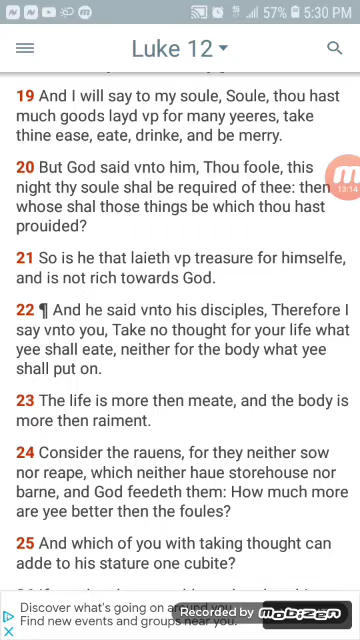 57% 5:30 PM
Luke 12
19 And I will say to my soule, Soule, thou hast
much goods layd vp for many yeeres, take
thine ease, eate, drinke, and be merry.
20 But God said vnto him, Thou foole, this
night thy soule shal be required of thee: then
whose shal those things be which thou hast
prouided?
13:14
21 So is he that laieth vp treasure for himselfe,
and is not rich towards God.
22 ¶ And he said vnto his disciples, Therefore I
say vnto you, Take no thought for your life what
yee shall eate, neither for the body what yee
shall put on.
23 The life is more then meate, and the body is
more then raiment.
24 Consider the rauens, for they neither sow
nor reape, which neither haue storehouse nor
barne, and God feedeth them: How much more
are yee better then the foules?
25 And which of you with taking thought can
adde to his stature one cubite?
Discover what's going on around you
Find new events and groups near you.
Recorded by mobizen